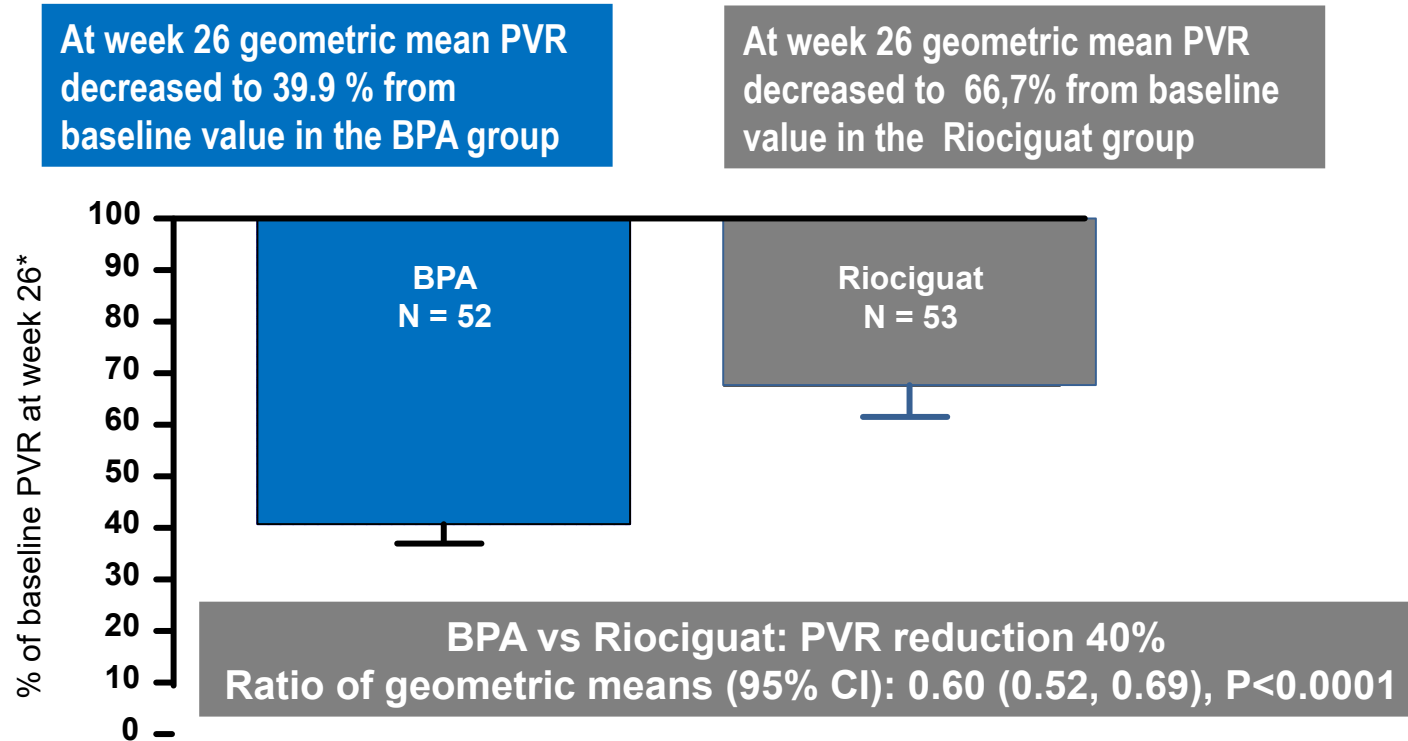 At week 26 geometric mean PVR
decreased to 39.9 % from
baseline value in the BPA group
At week 26 geometric mean PVR
decreased to 66,7% from baseline
value in the Riociguat group
% of baseline PVR at week 26*
100
90
80
70
60
50
40
30
20
10
0
BPA
N = 52
Riociguat
N = 53
BPA vs Riociguat: PVR reduction 40%
Ratio of geometric means (95% CI): 0.60 (0.52, 0.69), P<0.0001